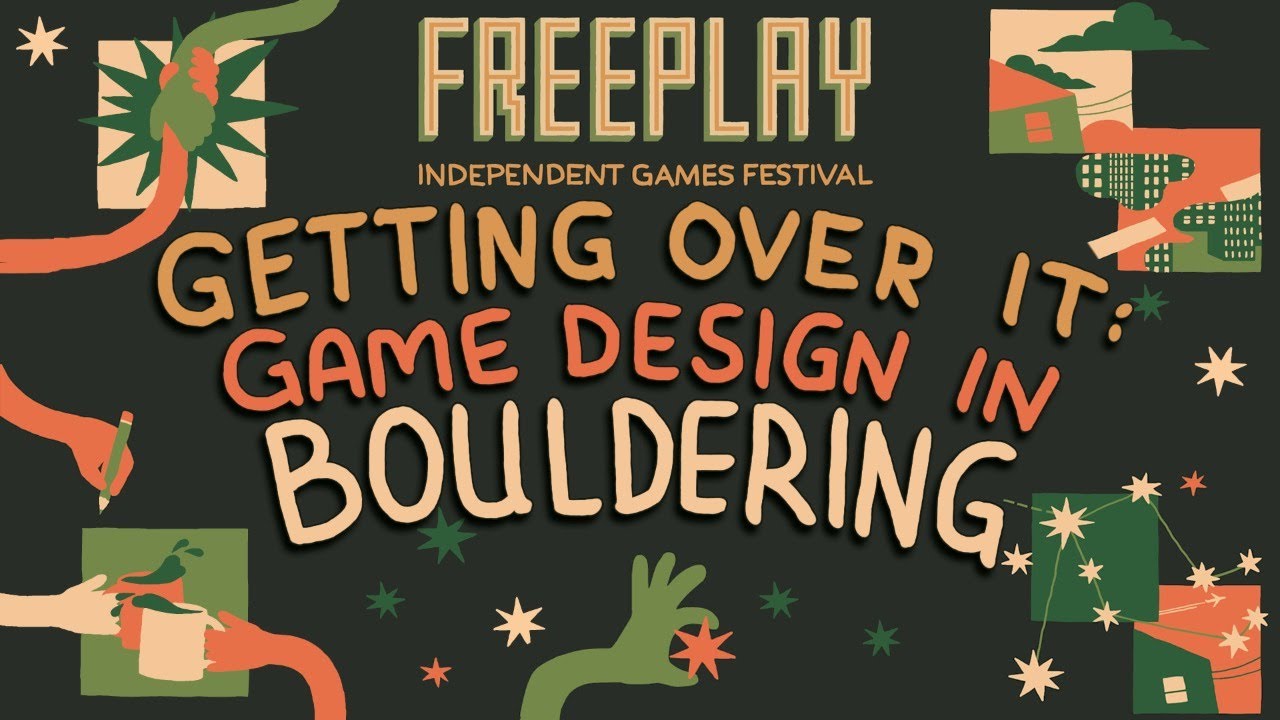 FREEPLAY
INDEPENDENT GAMES FESTIVAL
GETTING OVER IT:
GAME DESIGN IN
BOULDERING